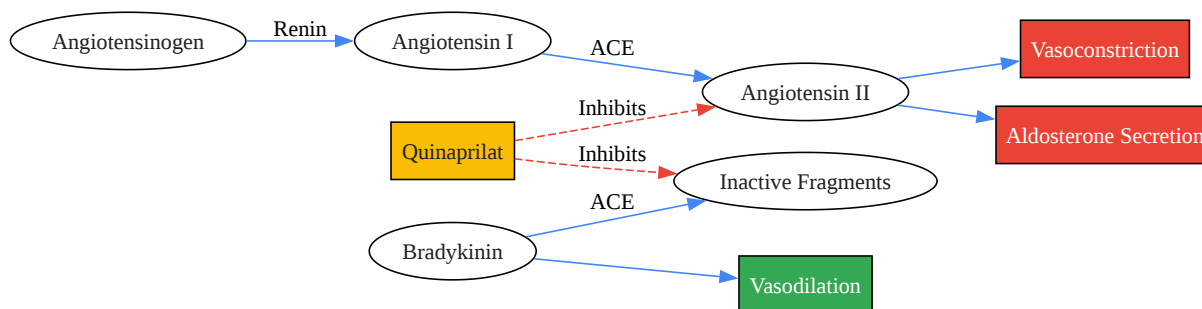 Angiotensinogen
Renin
Angiotensin I
ACE
Angiotensin II
Vasoconstriction
Aldosterone Secretion
Quinaprilat
Inhibits
Inhibits
Inactive Fragments
ACE
Bradykinin
Vasodilation